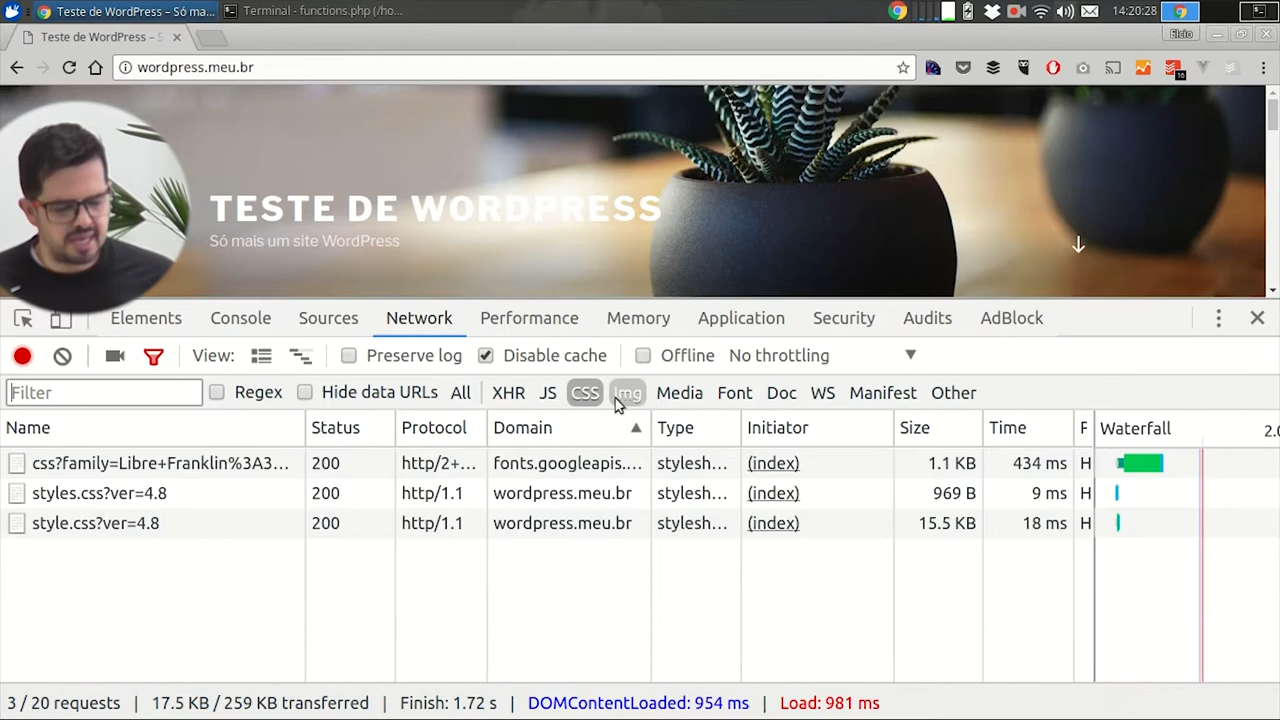 Teste de WordPress – Só ma...
Terminal - functions.php (/ho...
14:20:28
Teste de WordPress – S
Elcio
wordpress.meu.br
16
TESTE DE WORDPRESS
Só mais um site WordPress
Elements Console Sources Network Performance Memory Application Security Audits AdBlock
View: Preserve log Disable cache Offline No throttling
Filter Regex Hide data URLs All XHR JS CSS Img Media Font Doc WS Manifest Other
Name Status Protocol Domain Type Initiator Size Time F Waterfall 2.0
css?family=Libre+Franklin%3A3... 200 http/2+... fonts.googleapis.... stylesh... (index) 1.1 KB 434 ms H
styles.css?ver=4.8 200 http/1.1 wordpress.meu.br stylesh... (index) 969 B 9 ms H
style.css?ver=4.8 200 http/1.1 wordpress.meu.br stylesh... (index) 15.5 KB 18 ms H
3 / 20 requests | 17.5 KB / 259 KB transferred | Finish: 1.72 s | DOMContentLoaded: 954 ms | Load: 981 ms